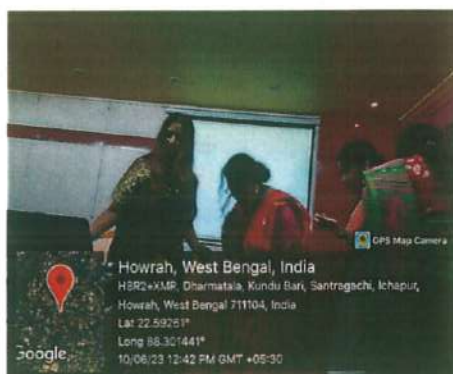 GPS Map Camera
Howrah, West Bengal, India
H8R2+XMR, Dharmatala, Kundu Bari, Santragachi, Ichapur,
Howrah, West Bengal 711104, India
Lat 22.59261°
Long 88.301441°
10/06/23 12:42 PM GMT +05:30
Google